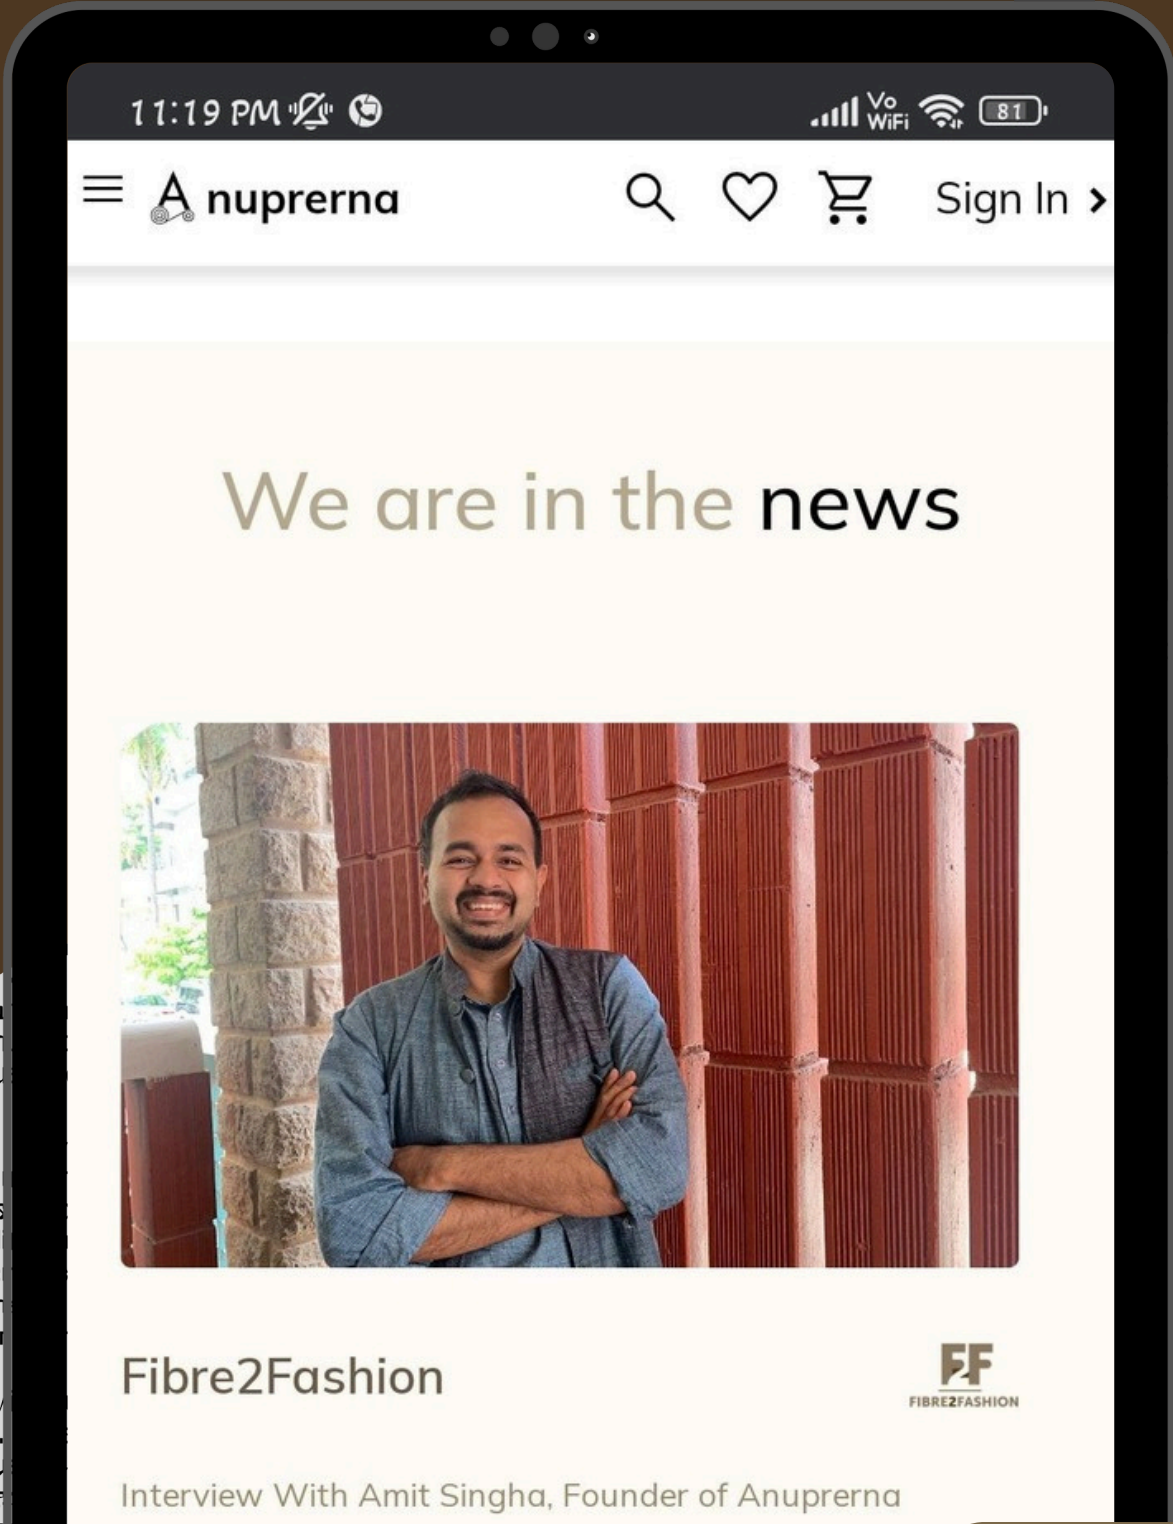 11:19 PM
Vo
WiFi
81
Anuprerna
Sign In
We are in the news
Fibre2Fashion
F2F
FIBRE2FASHION
Interview With Amit Singha, Founder of Anuprerna